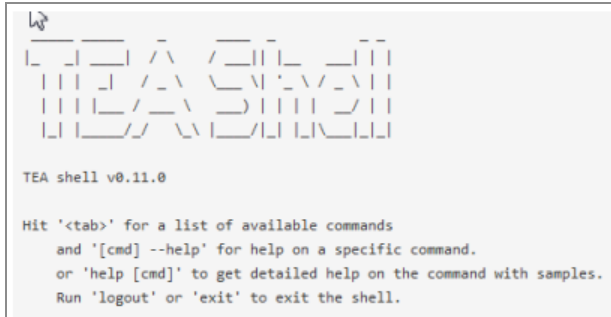 TEA Shell
TEA shell v0.11.0
Hit '<tab>' for a list of available commands
and '[cmd] --help' for help on a specific command.
or 'help [cmd]' to get detailed help on the command with samples.
Run 'logout' or 'exit' to exit the shell.